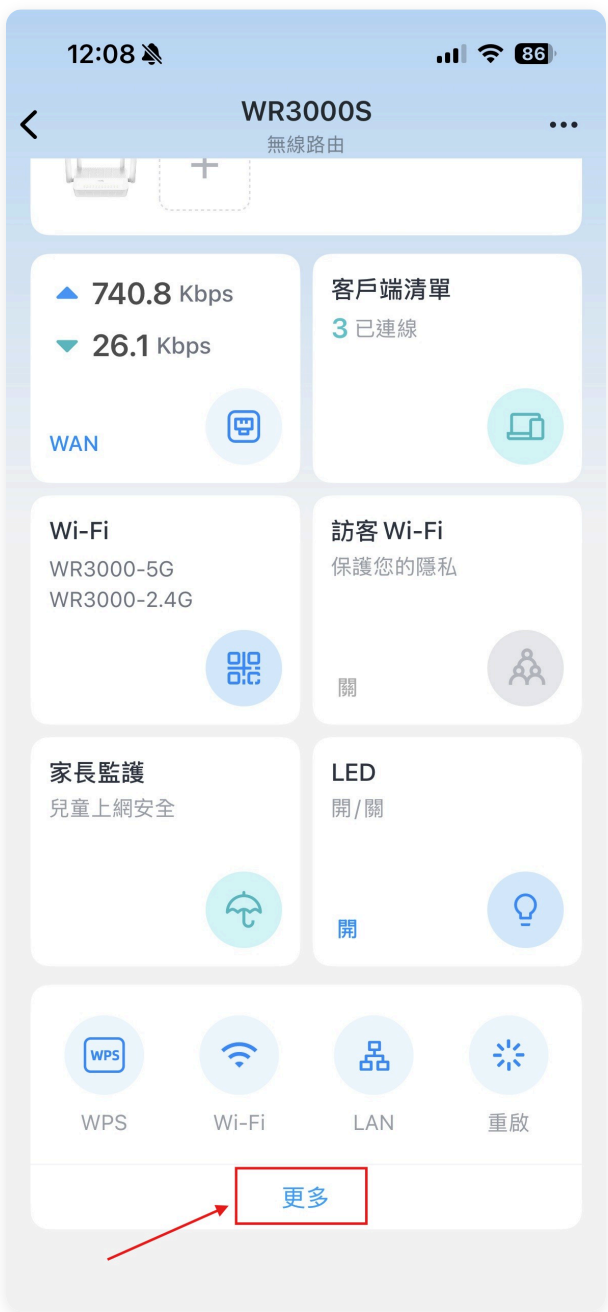 12:08
86
WR3000S
無線路由
740.8 Kbps
26.1 Kbps
WAN
客戶端清單
3 已連線
Wi-Fi
WR3000-5G
WR3000-2.4G
訪客 Wi-Fi
保護您的隱私
關
家長監護
兒童上網安全
LED
開/關
開
WPS
WPS
Wi-Fi
LAN
重啟
更多